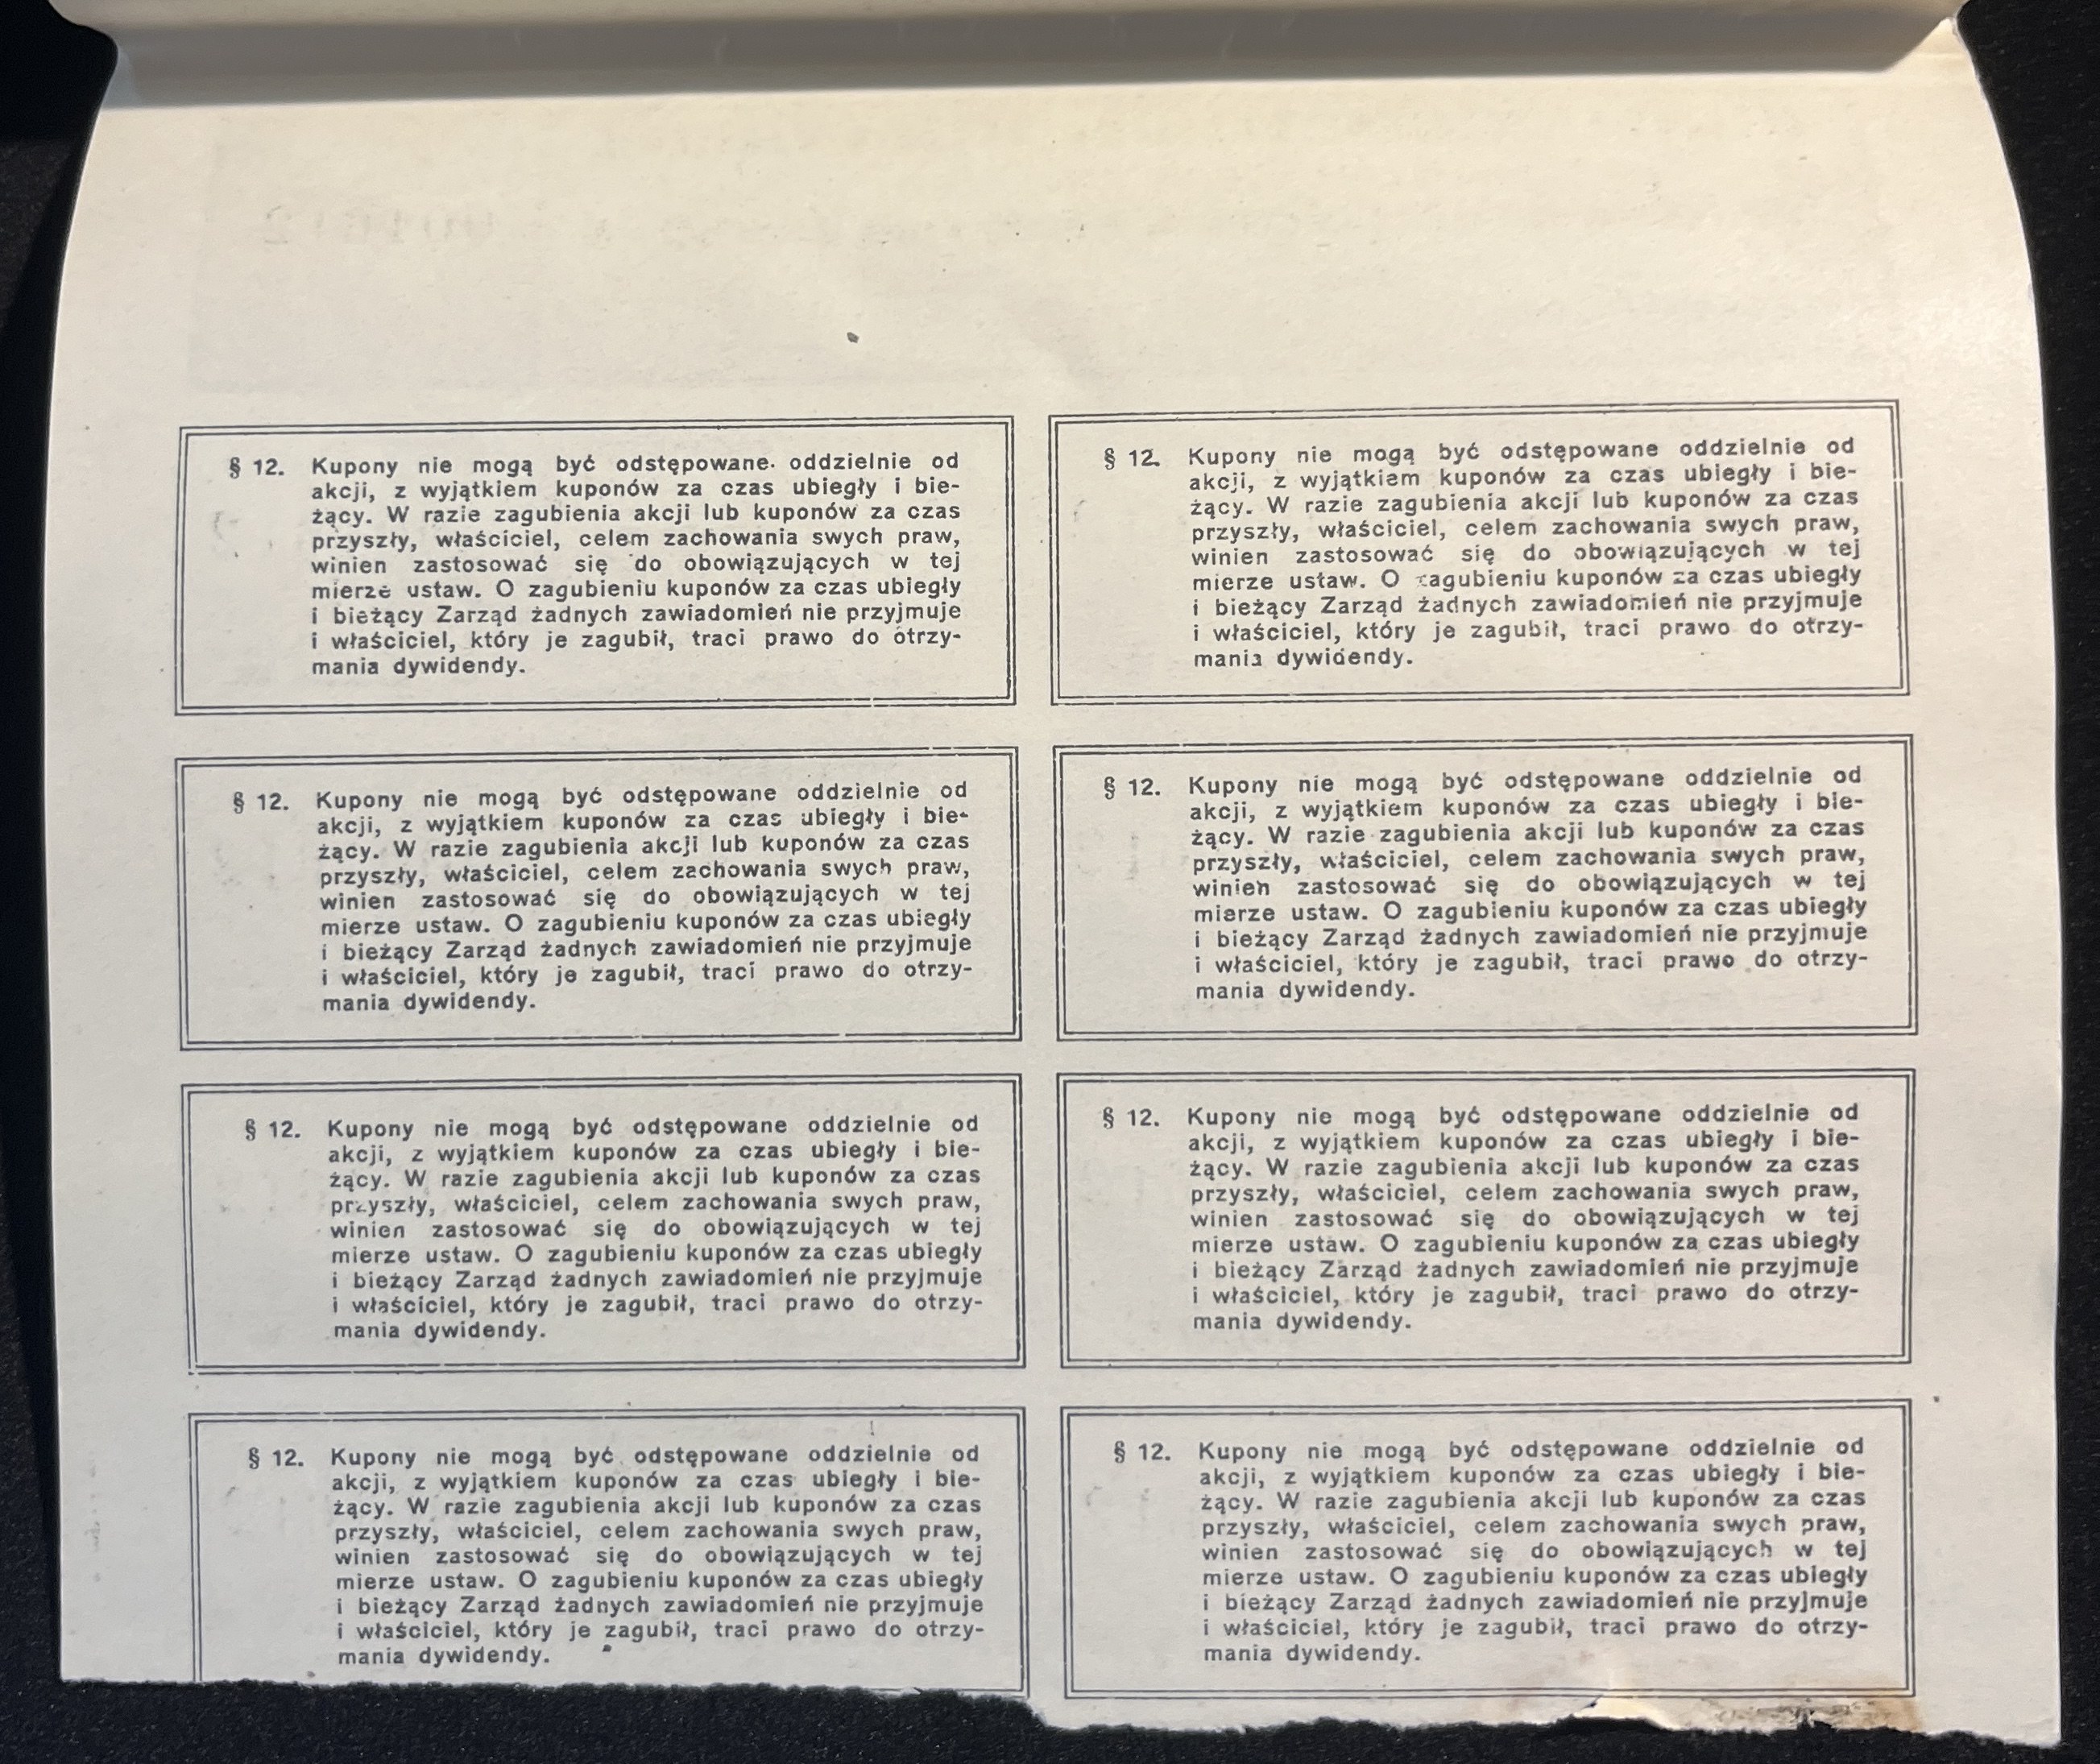 § 12. Kupony nie mogą być odstępowane oddzielnie od
akcji, z wyjątkiem kuponów za czas ubiegły i bie-
żący. W razie zagubienia akcji lub kuponów za czas
przyszły, właściciel, celem zachowania swych praw,
winien zastosować się do obowiązujących w tej
mierze ustaw. O zagubieniu kuponów za czas ubiegły
i bieżący Zarząd żadnych zawiadomień nie przyjmuje
i właściciel, który je zagubił, traci prawo do otrzy-
mania dywidendy.
§ 12. Kupony nie mogą być odstępowane oddzielnie od
akcji, z wyjątkiem kuponów za czas ubiegły i bie-
żący. W razie zagubienia akcji lub kuponów za czas
przyszły, właściciel, celem zachowania swych praw,
winien zastosować się do obowiązujących w tej
mierze ustaw. O zagubieniu kuponów za czas ubiegły
i bieżący Zarząd żadnych zawiadomień nie przyjmuje
i właściciel, który je zagubił, traci prawo do otrzy-
mania dywidendy.
§ 12. Kupony nie mogą być odstępowane oddzielnie od
akcji, z wyjątkiem kuponów za czas ubiegły i bie-
żący. W razie zagubienia akcji lub kuponów za czas
przyszły, właściciel, celem zachowania swych praw,
winien zastosować się do obowiązujących w tej
mierze ustaw. O zagubieniu kuponów za czas ubiegły
i bieżący Zarząd żadnych zawiadomień nie przyjmuje
i właściciel, który je zagubił, traci prawo do otrzy-
mania dywidendy.
§ 12. Kupony nie mogą być odstępowane oddzielnie od
akcji, z wyjątkiem kuponów za czas ubiegły i bie-
żący. W razie zagubienia akcji lub kuponów za czas
przyszły, właściciel, celem zachowania swych praw,
winien zastosować się do obowiązujących w tej
mierze ustaw. O zagubieniu kuponów za czas ubiegły
i bieżący Zarząd żadnych zawiadomień nie przyjmuje
i właściciel, który je zagubił, traci prawo do otrzy-
mania dywidendy.
§ 12. Kupony nie mogą być odstępowane oddzielnie od
akcji, z wyjątkiem kuponów za czas ubiegły i bie-
żący. W razie zagubienia akcji lub kuponów za czas
przyszły, właściciel, celem zachowania swych praw,
winien zastosować się do obowiązujących w tej
mierze ustaw. O zagubieniu kuponów za czas ubiegły
i bieżący Zarząd żadnych zawiadomień nie przyjmuje
i właściciel, który je zagubił, traci prawo do otrzy-
mania dywidendy.
§ 12. Kupony nie mogą być odstępowane oddzielnie od
akcji, z wyjątkiem kuponów za czas ubiegły i bie-
żący. W razie zagubienia akcji lub kuponów za czas
przyszły, właściciel, celem zachowania swych praw,
winien zastosować się do obowiązujących w tej
mierze ustaw. O zagubieniu kuponów za czas ubiegły
i bieżący Zarząd żadnych zawiadomień nie przyjmuje
i właściciel, który je zagubił, traci prawo do otrzy-
mania dywidendy.
§ 12. Kupony nie mogą być odstępowane oddzielnie od
akcji, z wyjątkiem kuponów za czas ubiegły i bie-
żący. W razie zagubienia akcji lub kuponów za czas
przyszły, właściciel, celem zachowania swych praw,
winien zastosować się do obowiązujących w tej
mierze ustaw. O zagubieniu kuponów za czas ubiegły
i bieżący Zarząd żadnych zawiadomień nie przyjmuje
i właściciel, który je zagubił, traci prawo do otrzy-
mania dywidendy.
§ 12. Kupony nie mogą być odstępowane oddzielnie od
akcji, z wyjątkiem kuponów za czas ubiegły i bie-
żący. W razie zagubienia akcji lub kuponów za czas
przyszły, właściciel, celem zachowania swych praw,
winien zastosować się do obowiązujących w tej
mierze ustaw. O zagubieniu kuponów za czas ubiegły
i bieżący Zarząd żadnych zawiadomień nie przyjmuje
i właściciel, który je zagubił, traci prawo do otrzy-
mania dywidendy.